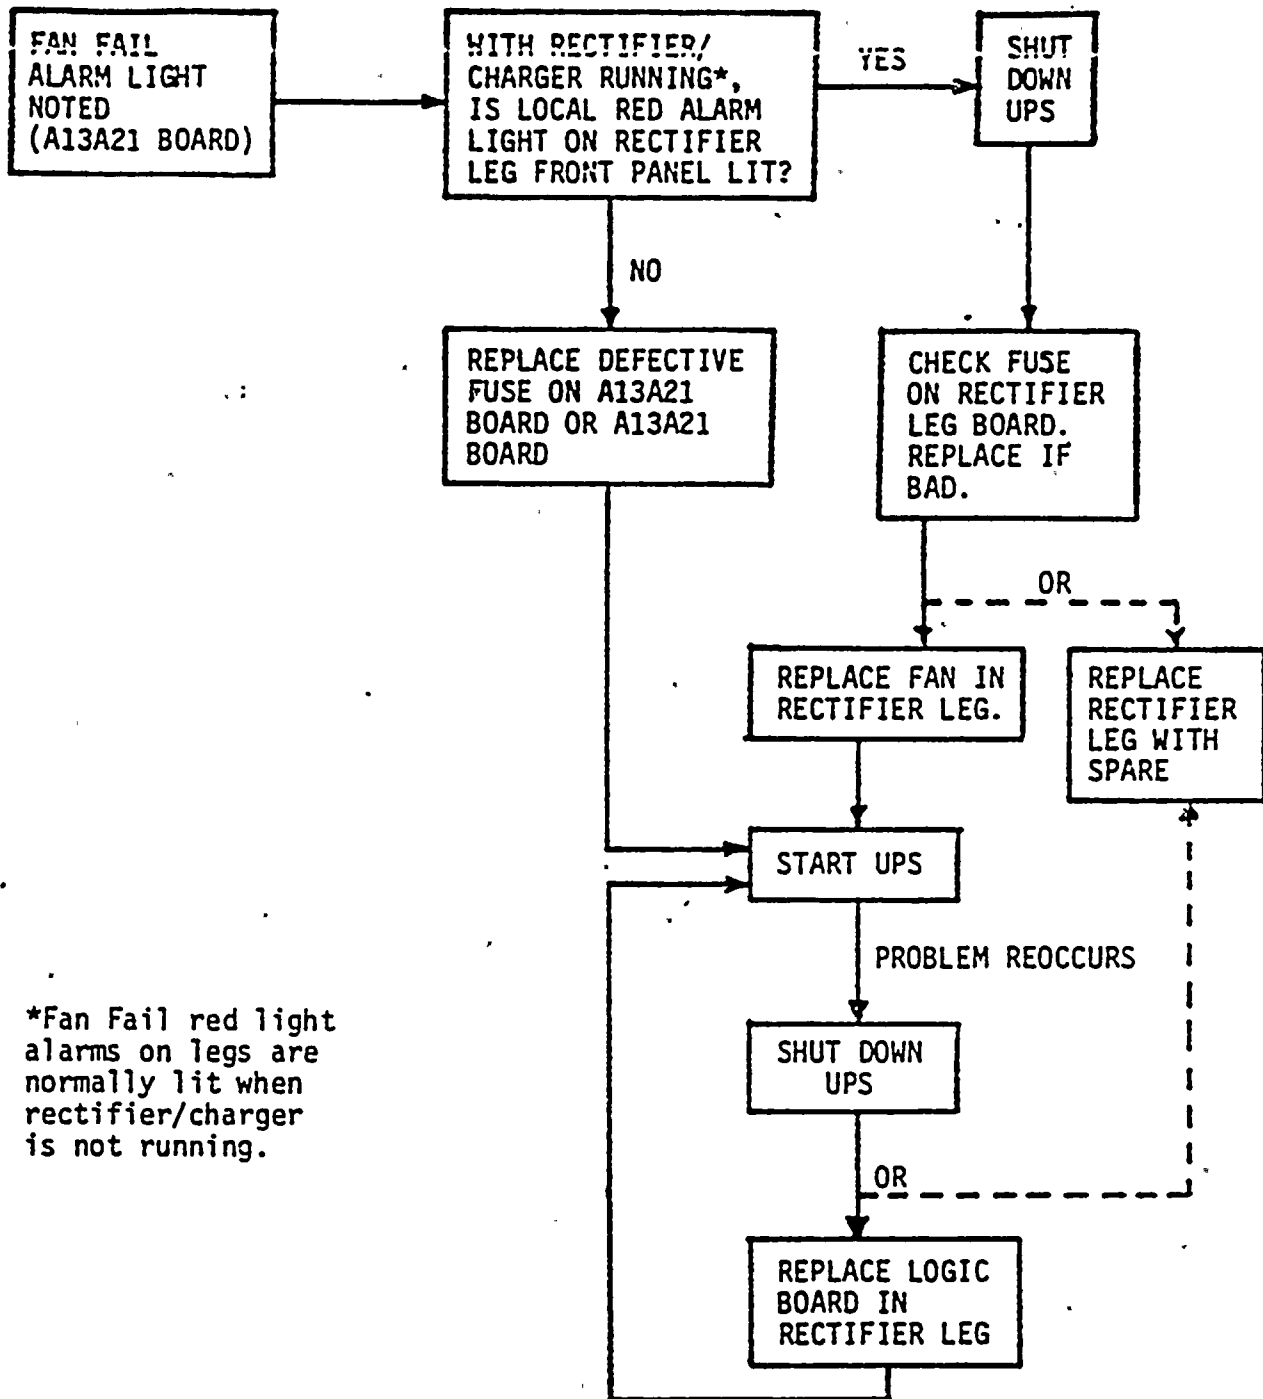 FAN FAIL
ALARM LIGHT
NOTED
(A13A21 BOARD)
WITH RECTIFIER/
CHARGER RUNNING*,
IS LOCAL RED ALARM
LIGHT ON RECTIFIER
LEG FRONT PANEL LIT?
YES
SHUT
DOWN
UPS
NO
REPLACE DEFECTIVE
FUSE ON A13A21
BOARD OR A13A21
BOARD
CHECK FUSE
ON RECTIFIER
LEG BOARD.
REPLACE IF
BAD.
OR
REPLACE FAN IN
RECTIFIER LEG.
REPLACE
RECTIFIER
LEG WITH
SPARE
START UPS
PROBLEM REOCCURS
*Fan Fail red light
alarms on legs are
normally lit when
rectifier/charger
is not running.
SHUT DOWN
UPS
OR
REPLACE LOGIC
BOARD IN
RECTIFIER LEG